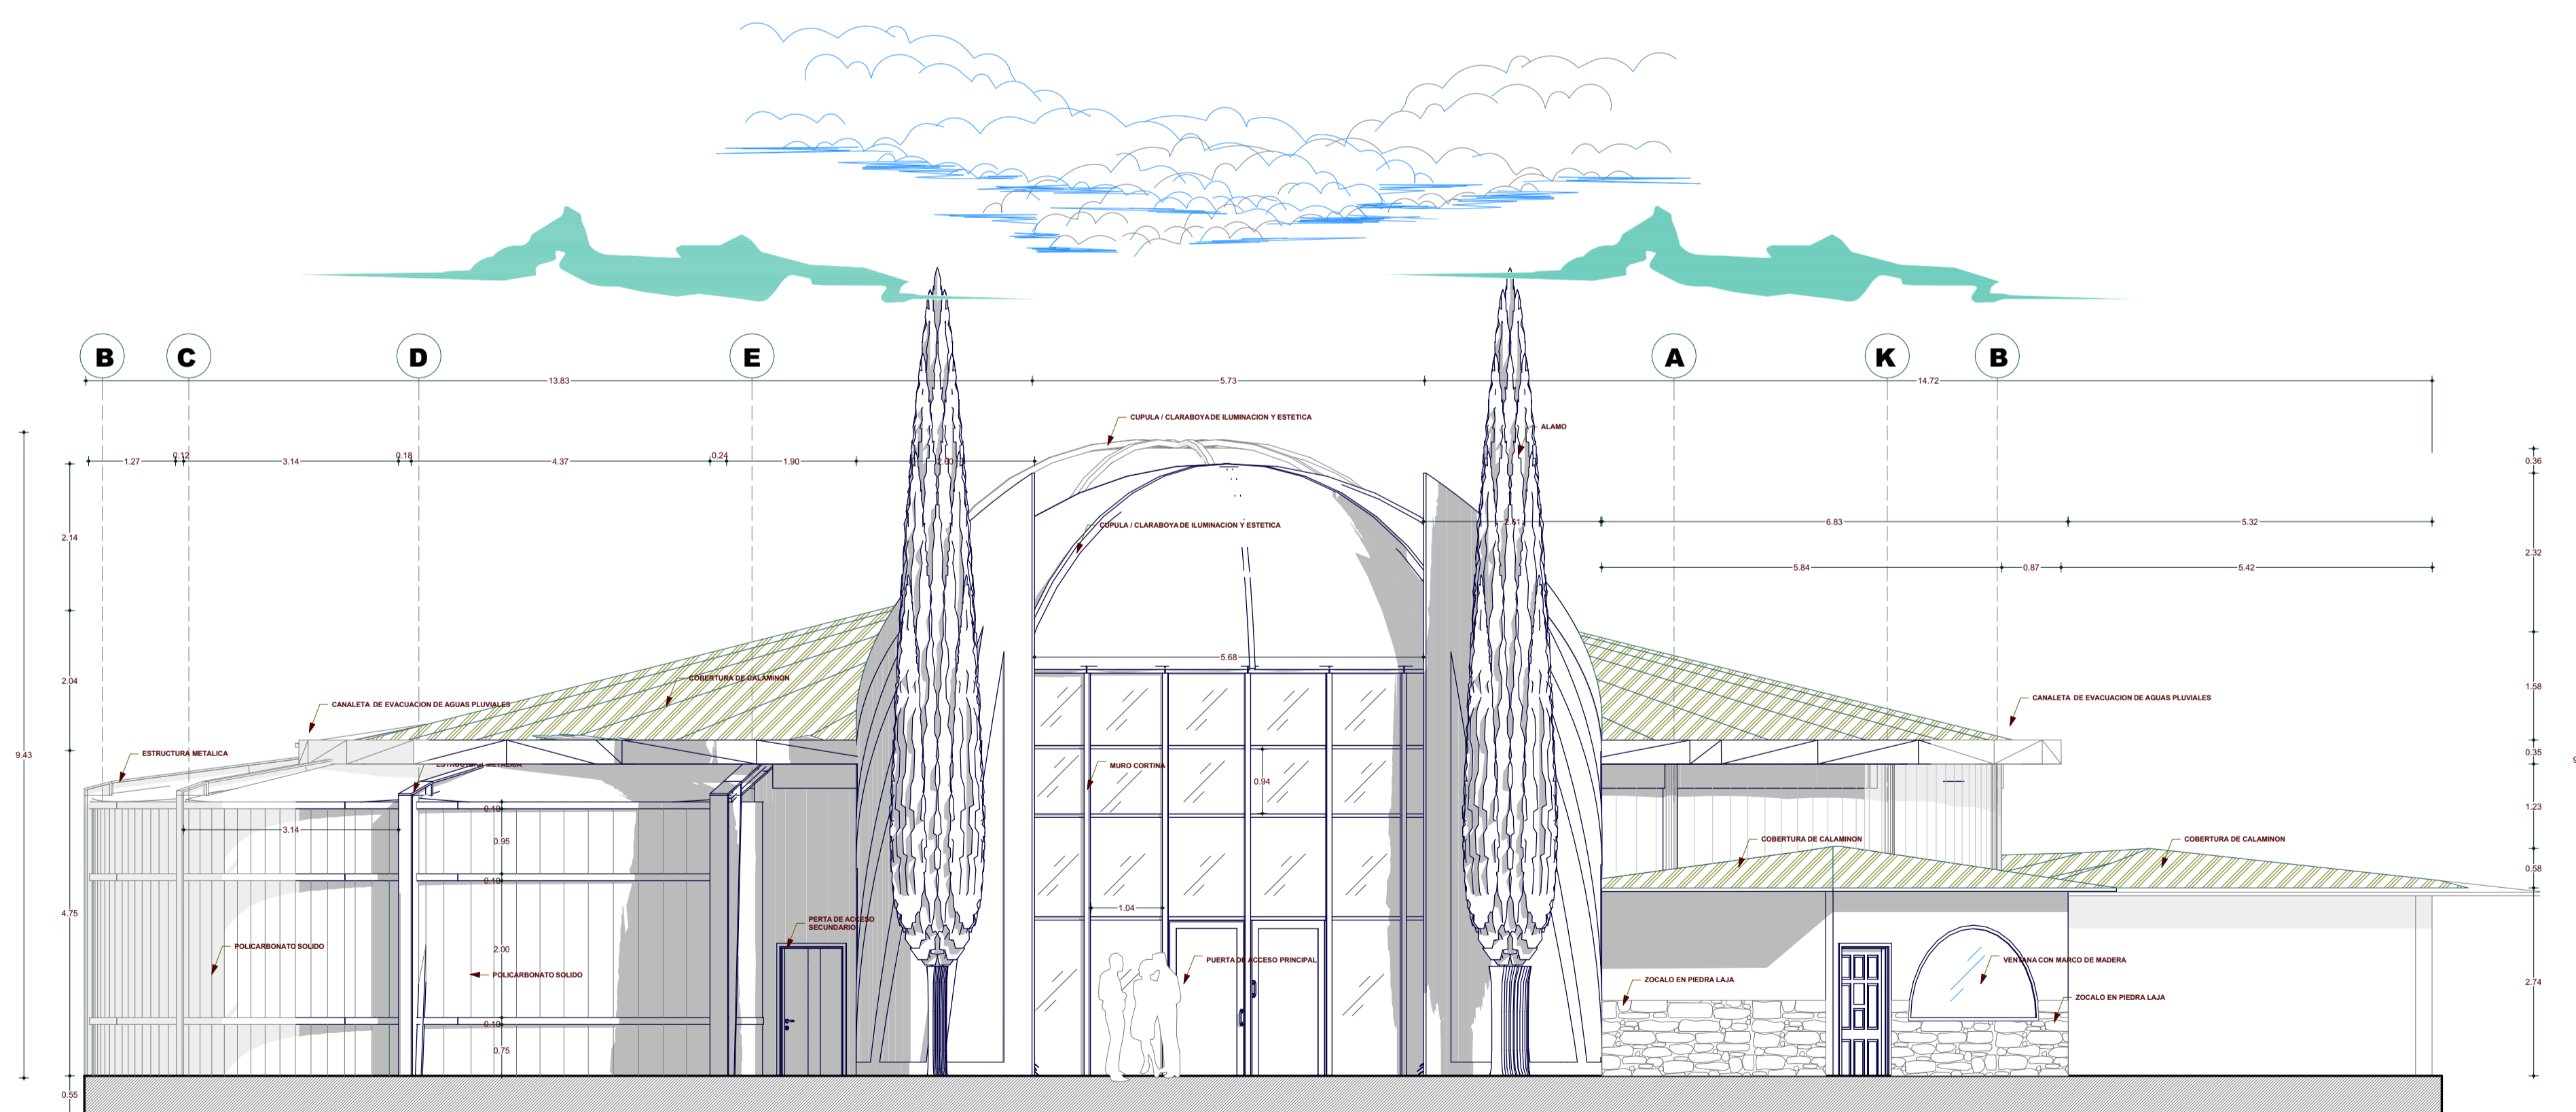 B C D E A K B
13.83 5.73 14.72
CUPULA / CLARABOYA DE ILUMINACION Y ESTETICA
ALAMO
1.27 0.12 3.14 0.18 4.37 0.24 1.90 2.60
0.36
CUPULA / CLARABOYA DE ILUMINACION Y ESTETICA
2.61 6.83 5.32
2.14
2.32
5.84 0.87 5.42
5.68
2.04
COBERTURA DE CALAMINON
1.58
CANALETA DE EVACUACION DE AGUAS PLUVIALES
CANALETA DE EVACUACION DE AGUAS PLUVIALES
9.43
ESTRUCTURA METALICA
0.35
9
ESTRUCTURA METALICA
MURO CORTINA
0.94
0.10
1.23
3.14
0.95
COBERTURA DE CALAMINON
COBERTURA DE CALAMINON
0.58
0.10
1.04
4.75
PERTA DE ACCESO
SECUNDARIO
POLICARBONATO SOLIDO
2.00
PUERTA DE ACCESO PRINCIPAL
VENTANA CON MARCO DE MADERA
POLICARBONATO SOLIDO
ZOCALO EN PIEDRA LAJA
2.74
ZOCALO EN PIEDRA LAJA
0.10
0.75
0.55